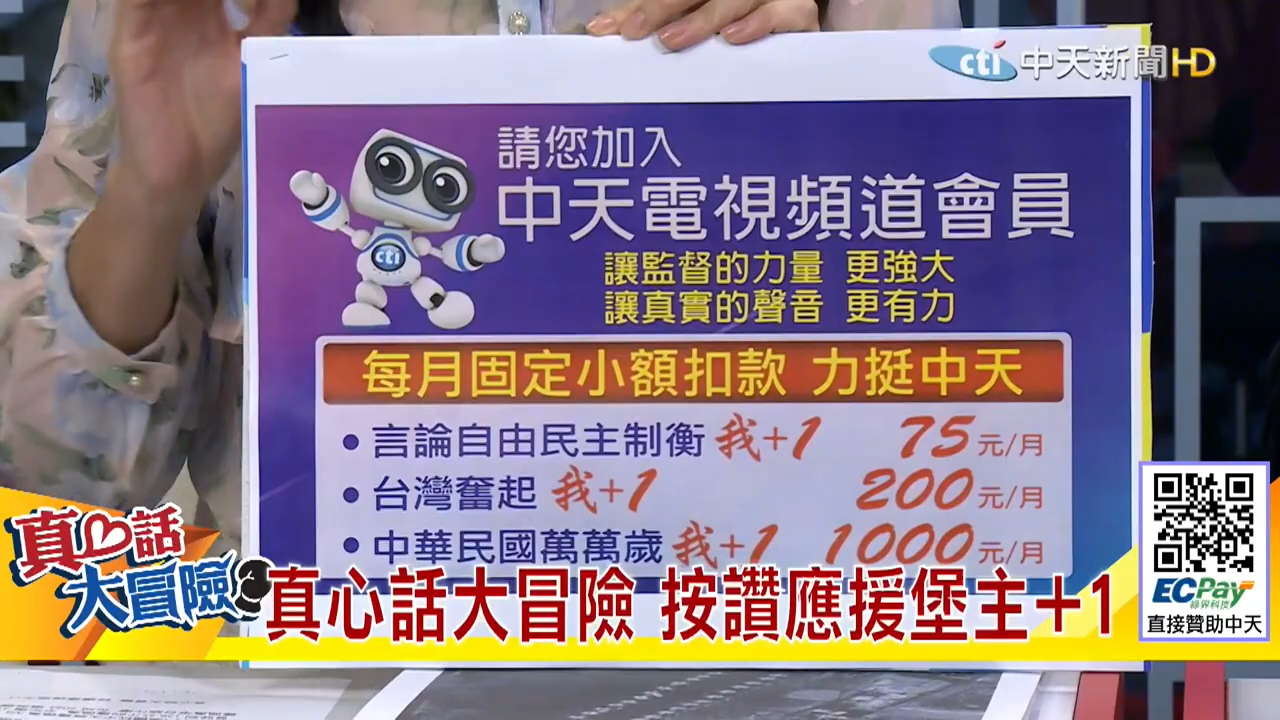 cti 中天新聞HD
請您加入
中天電視頻道會員
讓監督的力量 更強大
讓真實的聲音 更有力
cti
每月固定小額扣款 力挺中天
• 言論自由民主制衡 我+1 75元/月
• 台灣奮起 我+1 200元/月
• 中華民國萬萬歲 我+1 1000元/月
真心話
大冒險
真心話大冒險 按讚應援堡主+1
ECPay
綠界科技
直接贊助中天